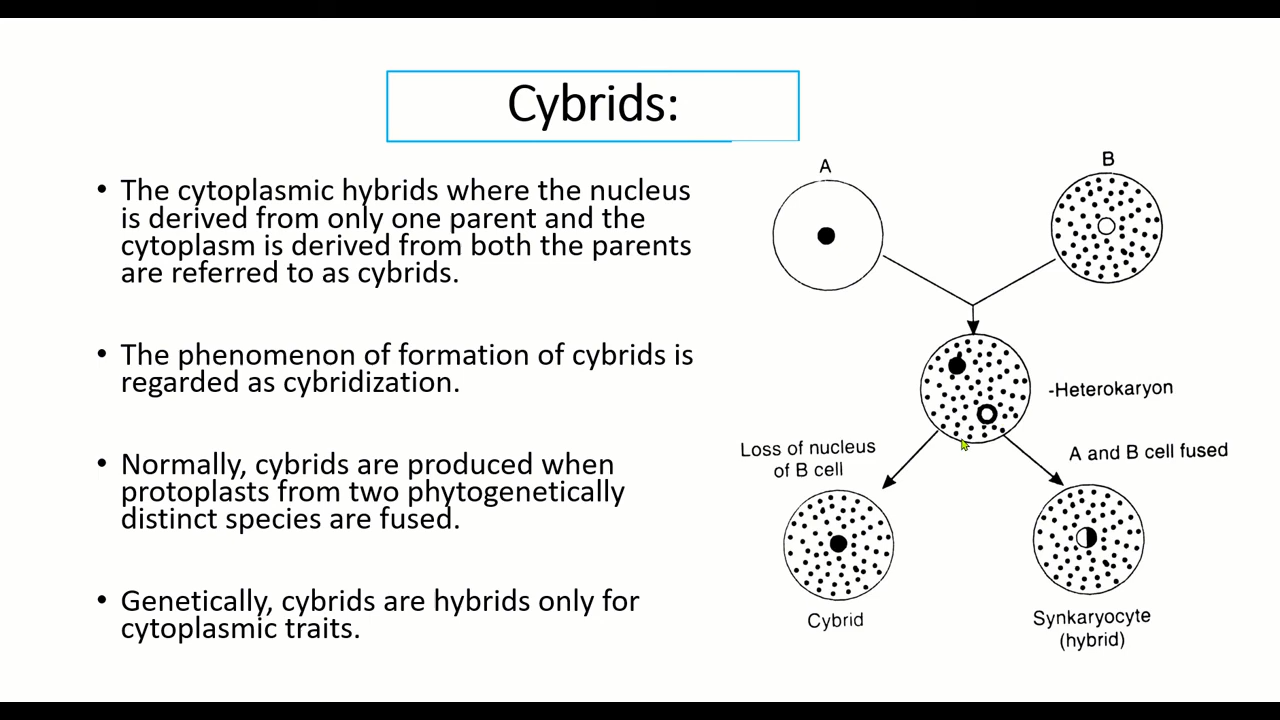 Cybrids:
• The cytoplasmic hybrids where the nucleus
is derived from only one parent and the
cytoplasm is derived from both the parents
are referred to as cybrids.
• The phenomenon of formation of cybrids is
regarded as cybridization.
• Normally, cybrids are produced when
protoplasts from two phytogenetically
distinct species are fused.
• Genetically, cybrids are hybrids only for
cytoplasmic traits.
A
B
-Heterokaryon
Loss of nucleus
of B cell
A and B cell fused
Cybrid
Synkaryocyte
(hybrid)